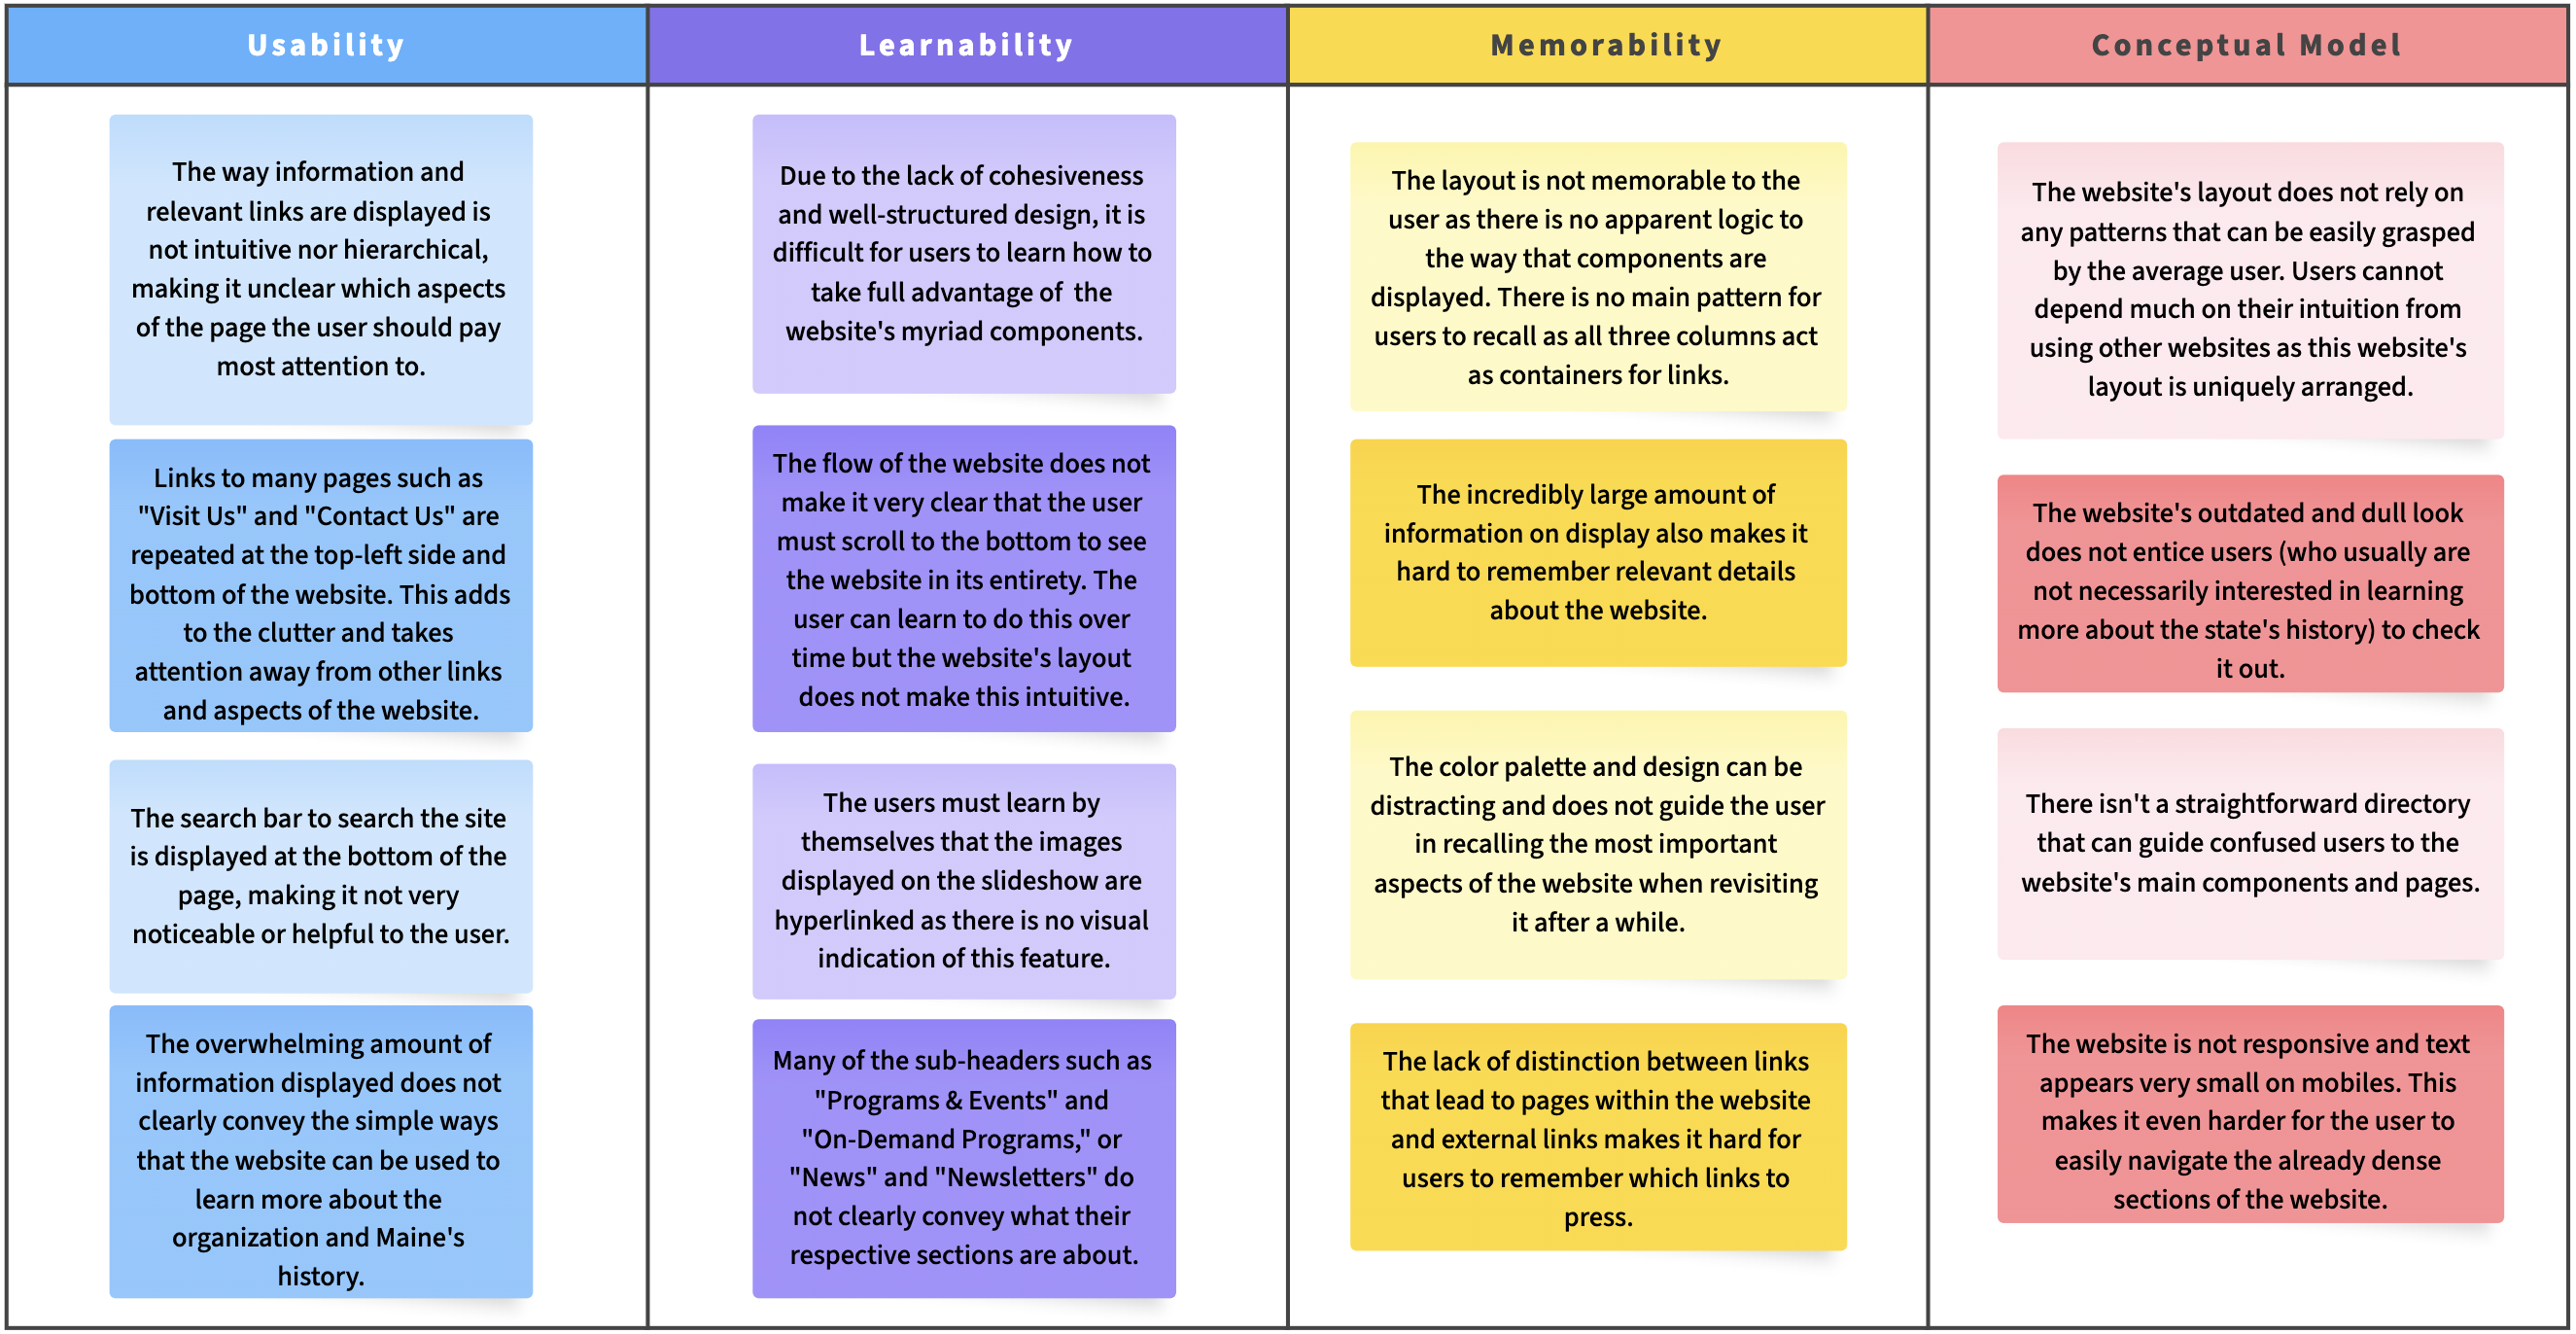 Usability
The way information and
relevant links are displayed is
not intuitive nor hierarchical,
making it unclear which aspects
of the page the user should pay
most attention to.
Links to many pages such as
"Visit Us" and "Contact Us" are
repeated at the top-left side and
bottom of the website. This adds
to the clutter and takes
attention away from other links
and aspects of the website.
The search bar to search the site
is displayed at the bottom of the
page, making it not very
noticeable or helpful to the user.
The overwhelming amount of
information displayed does not
clearly convey the simple ways
that the website can be used to
learn more about the
organization and Maine's
history.
Learnability
Due to the lack of cohesiveness
and well-structured design, it is
difficult for users to learn how to
take full advantage of the
website's myriad components.
The flow of the website does not
make it very clear that the user
must scroll to the bottom to see
the website in its entirety. The
user can learn to do this over
time but the website's layout
does not make this intuitive.
The users must learn by
themselves that the images
displayed on the slideshow are
hyperlinked as there is no visual
indication of this feature.
Many of the sub-headers such as
"Programs & Events" and
"On-Demand Programs," or
"News" and "Newsletters" do
not clearly convey what their
respective sections are about.
Memorability
The layout is not memorable to the
user as there is no apparent logic to
the way that components are
displayed. There is no main pattern for
users to recall as all three columns act
as containers for links.
The incredibly large amount of
information on display also makes it
hard to remember relevant details
about the website.
The color palette and design can be
distracting and does not guide the user
in recalling the most important
aspects of the website when revisiting
it after a while.
The lack of distinction between links
that lead to pages within the website
and external links makes it hard for
users to remember which links to
press.
Conceptual Model
The website's layout does not rely on
any patterns that can be easily grasped
by the average user. Users cannot
depend much on their intuition from
using other websites as this website's
layout is uniquely arranged.
The website's outdated and dull look
does not entice users (who usually are
not necessarily interested in learning
more about the state's history) to check
it out.
There isn't a straightforward directory
that can guide confused users to the
website's main components and pages.
The website is not responsive and text
appears very small on mobiles. This
makes it even harder for the user to
easily navigate the already dense
sections of the website.